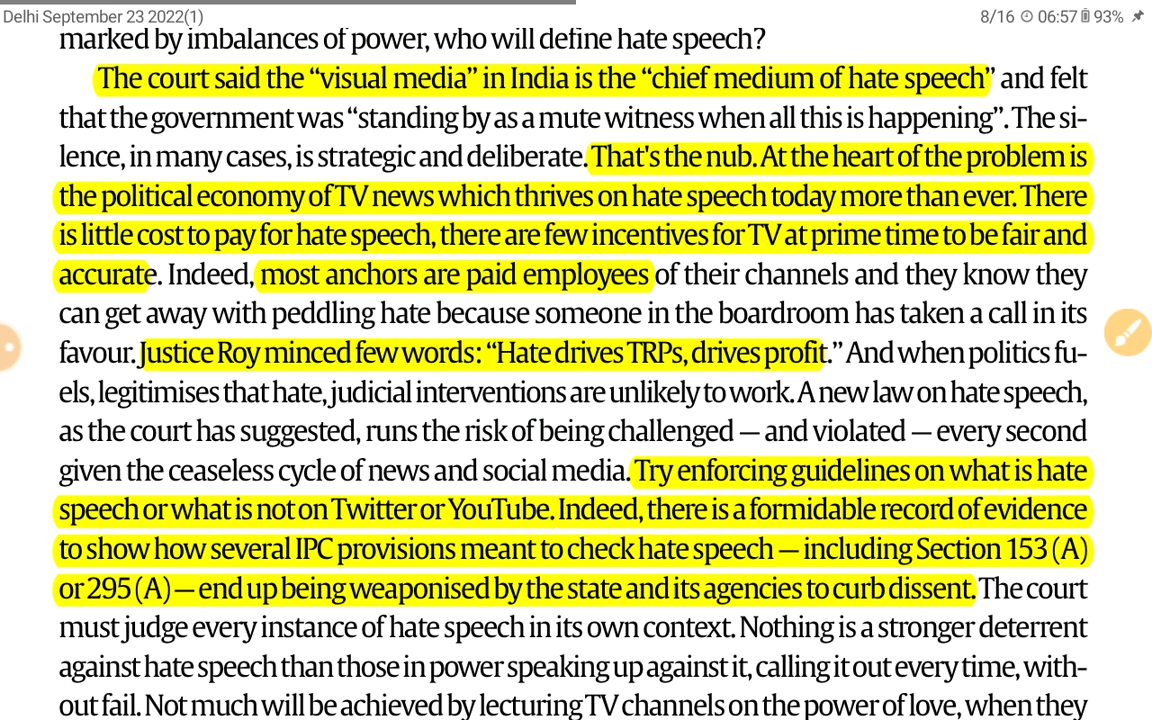 Delhi September 23 2022(1)
8/16 06:57 93%
marked by imbalances of power, who will define hate speech?
The court said the “visual media” in India is the “chief medium of hate speech” and felt
that the government was “standing by as a mute witness when all this is happening”. The si-
lence, in many cases, is strategic and deliberate. That's the nub. At the heart of the problem is
the political economy of TV news which thrives on hate speech today more than ever. There
is little cost to pay for hate speech, there are few incentives for TV at prime time to be fair and
accurate. Indeed, most anchors are paid employees of their channels and they know they
can get away with peddling hate because someone in the boardroom has taken a call in its
favour. Justice Roy minced few words: “Hate drives TRPs, drives profit.” And when politics fu-
els, legitimises that hate, judicial interventions are unlikely to work. A new law on hate speech,
as the court has suggested, runs the risk of being challenged — and violated — every second
given the ceaseless cycle of news and social media. Try enforcing guidelines on what is hate
speech or what is not on Twitter or YouTube. Indeed, there is a formidable record of evidence
to show how several IPC provisions meant to check hate speech — including Section 153 (A)
or 295 (A) — end up being weaponised by the state and its agencies to curb dissent. The court
must judge every instance of hate speech in its own context. Nothing is a stronger deterrent
against hate speech than those in power speaking up against it, calling it out every time, with-
out fail. Not much will be achieved by lecturing TV channels on the power of love, when they